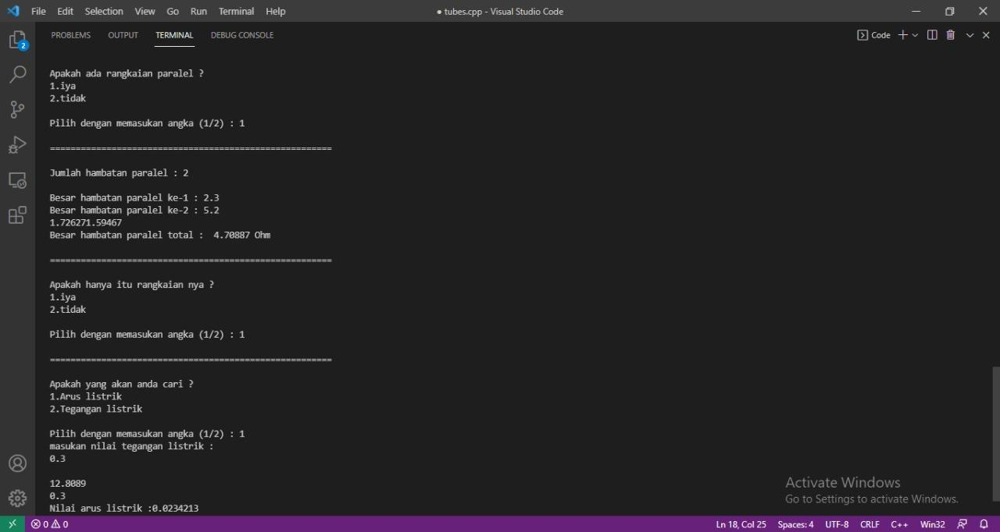 File Edit Selection View Go Run Terminal Help
● tubes.cpp - Visual Studio Code
2
PROBLEMS OUTPUT TERMINAL DEBUG CONSOLE
Code
Apakah ada rangkaian paralel ?
1.iya
2.tidak
Pilih dengan memasukan angka (1/2) : 1
=======================================================
Jumlah hambatan paralel : 2
Besar hambatan paralel ke-1 : 2.3
Besar hambatan paralel ke-2 : 5.2
1.726271.59467
Besar hambatan paralel total :  4.70887 Ohm
=======================================================
Apakah hanya itu rangkaian nya ?
1.iya
2.tidak
Pilih dengan memasukan angka (1/2) : 1
=======================================================
Apakah yang akan anda cari ?
1.Arus listrik
2.Tegangan listrik
Pilih dengan memasukan angka (1/2) : 1
masukan nilai tegangan listrik :
0.3
12.8089
0.3
Nilai arus listrik :0.0234213
Activate Windows
Go to Settings to activate Windows.
0 0 Ln 18, Col 25 Spaces: 4 UTF-8 CRLF C++ Win32